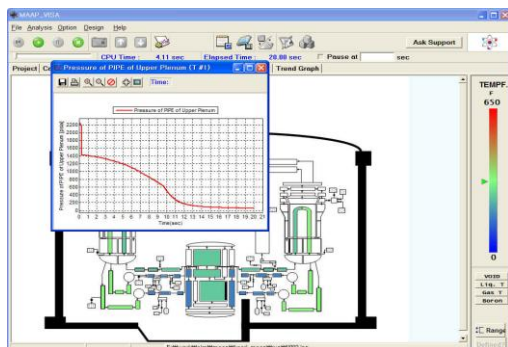 MAAP_VISA
File Analysis Option Design Help
Ask Support
CPU Time : 4.11 sec Elapsed Time : 20.00 sec Pause at sec
Project
Trend Graph
Pressure of PIPE of Upper Plenum (T #1)
Time:
Pressure of PIPE of Upper Plenum
Pressure of PIPE of Upper Plenum [psia]
2200
2000
1800
1600
1400
1200
1000
800
600
400
200
0
0 1 2 3 4 5 6 7 8 9 10 11 12 13 14 15 16 17 18 19 20 21
Time(sec)
TEMPF.
F
650
0
VOID
Liq. T
Gas T
Boron
Range